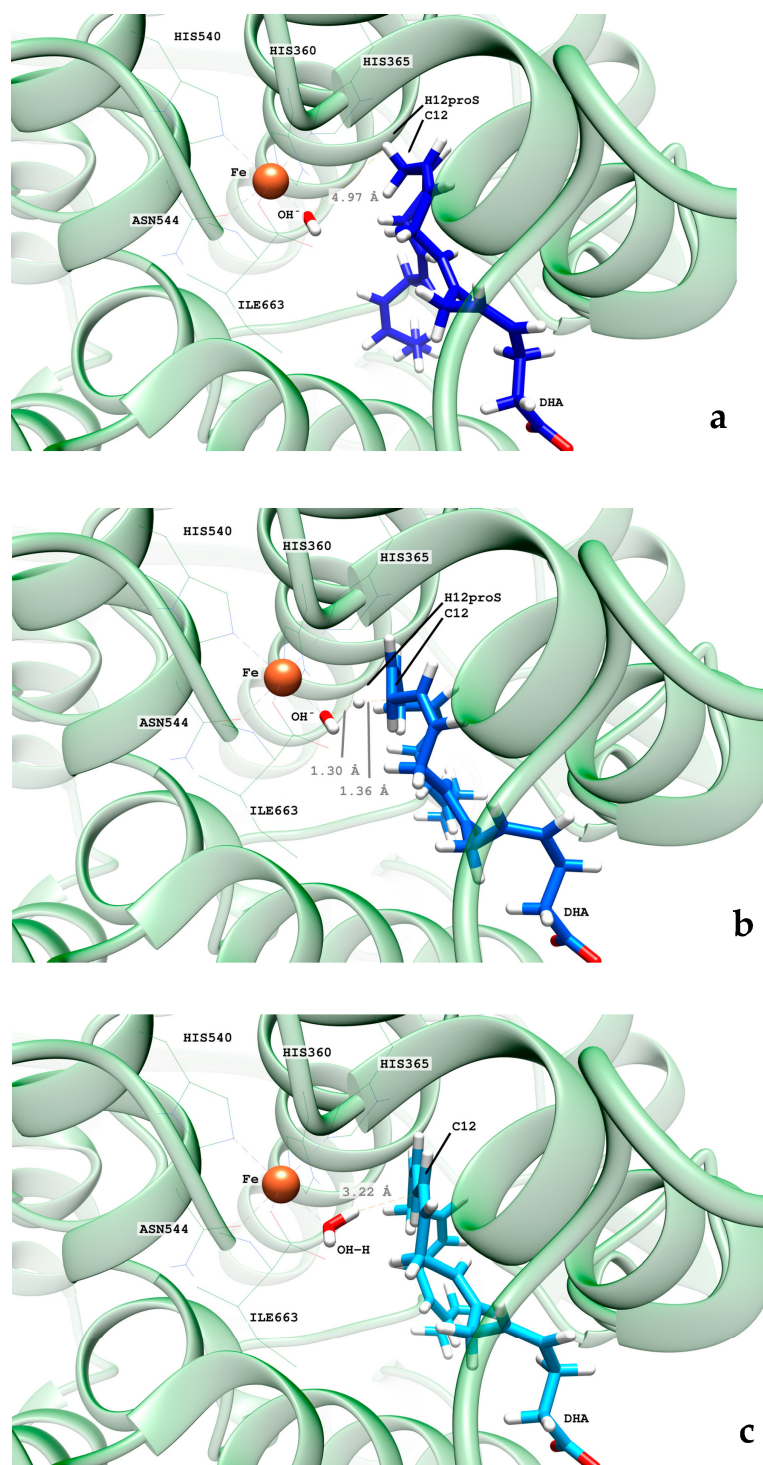 HIS540
HIS360
HIS365
H12proS
C12
Fe
4.97 Å
OH⁻
ASN544
ILE663
DHA
a
HIS540
HIS360
HIS365
H12proS
C12
Fe
OH⁻
ASN544
1.30 Å
1.36 Å
ILE663
DHA
b
HIS540
HIS360
HIS365
C12
Fe
3.22 Å
ASN544
OH–H
ILE663
DHA
c